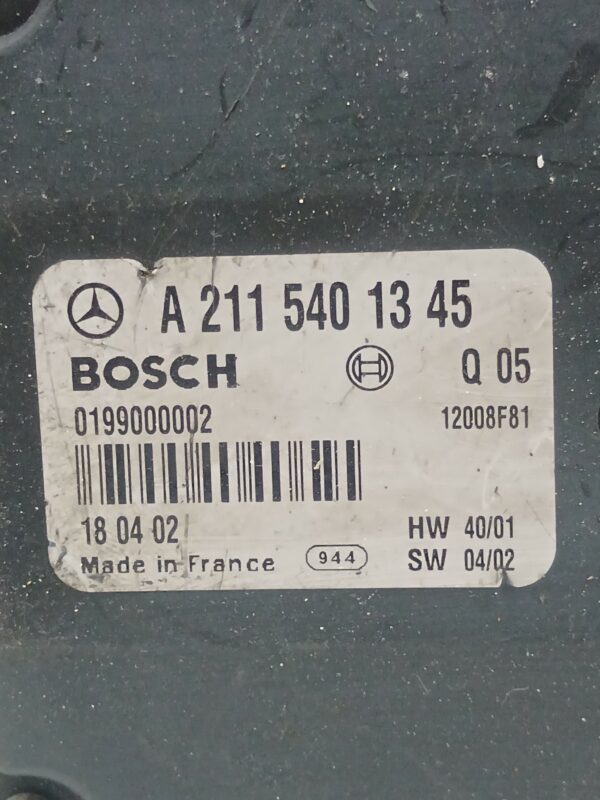 A 211 540 13 45
BOSCH Q 05
0199000002 12008F81
18 04 02 HW 40/01
Made in France 944 SW 04/02